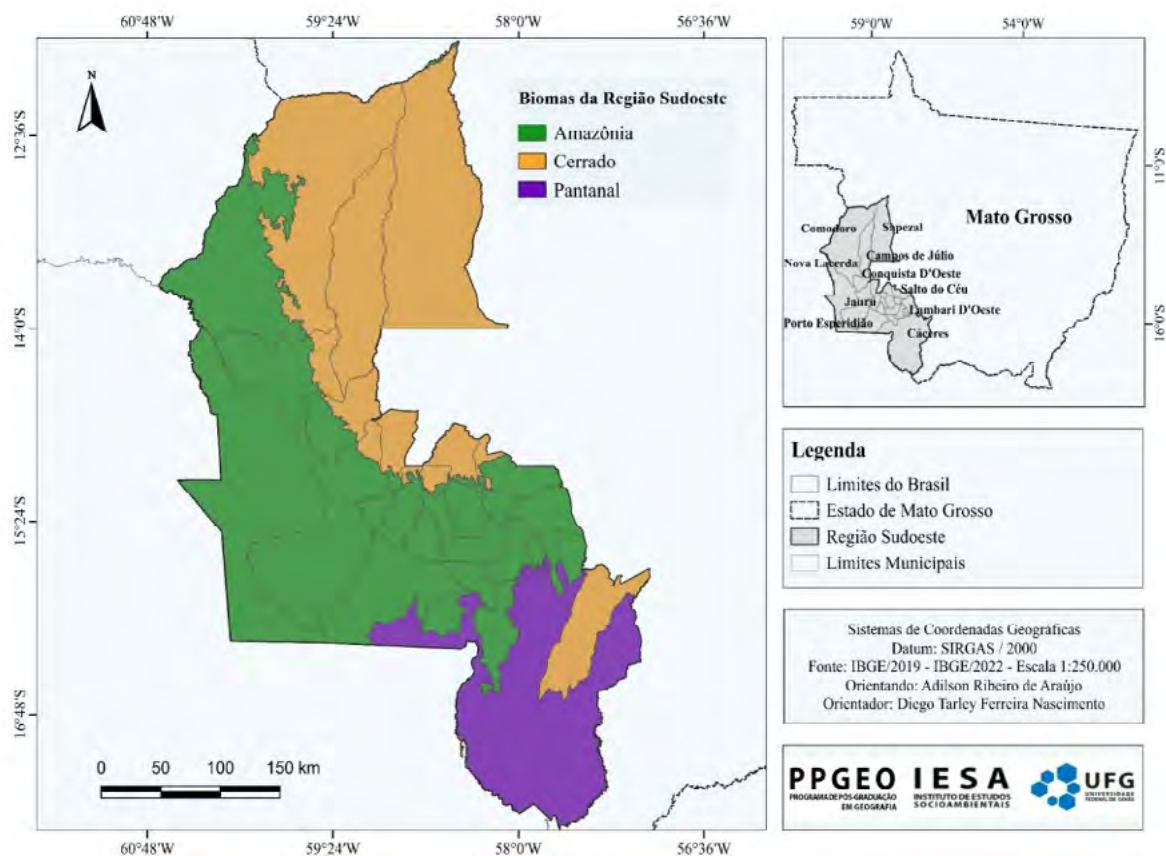 60°48'W
59°24'W
58°0'W
56°36'W
N
Biomas da Região Sudoeste
Amazônia
Cerrado
Pantanal
12°36'S
14°0'S
15°24'S
16°48'S
0 50 100 150 km
60°48'W
59°24'W
58°0'W
56°36'W
59°0'W
54°0'W
11°0'S
16°0'S
Mato Grosso
Comodoro
Sapezal
Campos de Júlio
Nova Lacerda
Conquista D'Oeste
Salto do Céu
Jauru
Lambari D'Oeste
Porto Esperidião
Cáceres
Legenda
Limites do Brasil
Estado de Mato Grosso
Região Sudoeste
Limites Municipais
Sistemas de Coordenadas Geográficas
Datum: SIRGAS / 2000
Fonte: IBGE/2019 - IBGE/2022 - Escala 1:250.000
Orientando: Adilson Ribeiro de Araújo
Orientador: Diego Tarley Ferreira Nascimento
PPGEO
PROGRAMA DE PÓS-GRADUAÇÃO
EM GEOGRAFIA
IESA
INSTITUTO DE ESTUDOS
SOCIOAMBIENTAIS
UFG
UNIVERSIDADE
FEDERAL DE GOIÁS